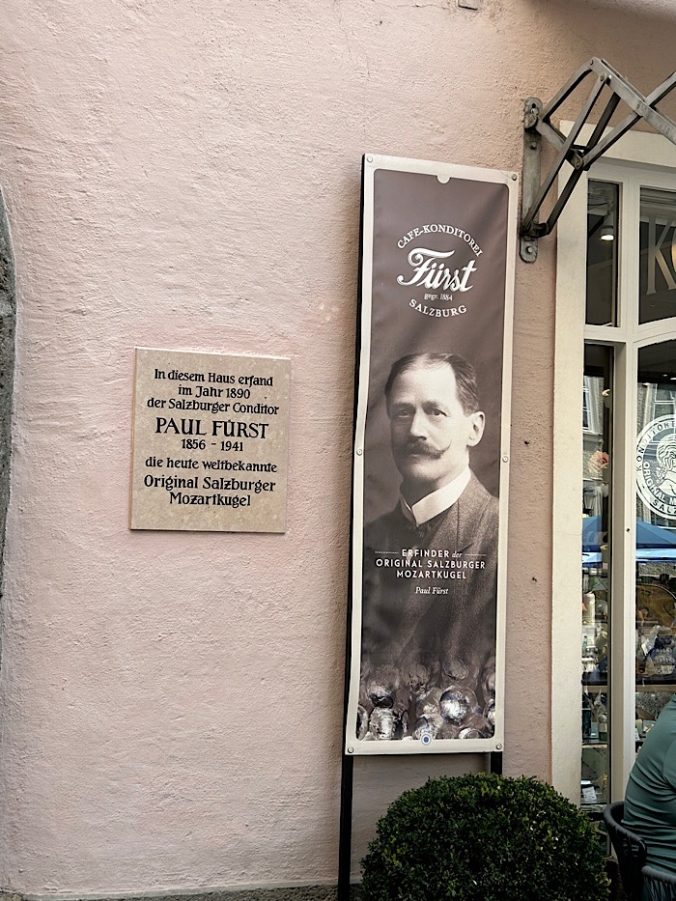 In diesem Haus erfand
im Jahr 1890
der Salzburger Conditor
PAUL FÜRST
1856 - 1941
die heute weltbekannte
Original Salzburger
Mozartkugel
CAFE-KONDITOREI
Fürst
gegr. 1884
SALZBURG
ERFINDER der
ORIGINAL SALZBURGER
MOZARTKUGEL
Paul Fürst